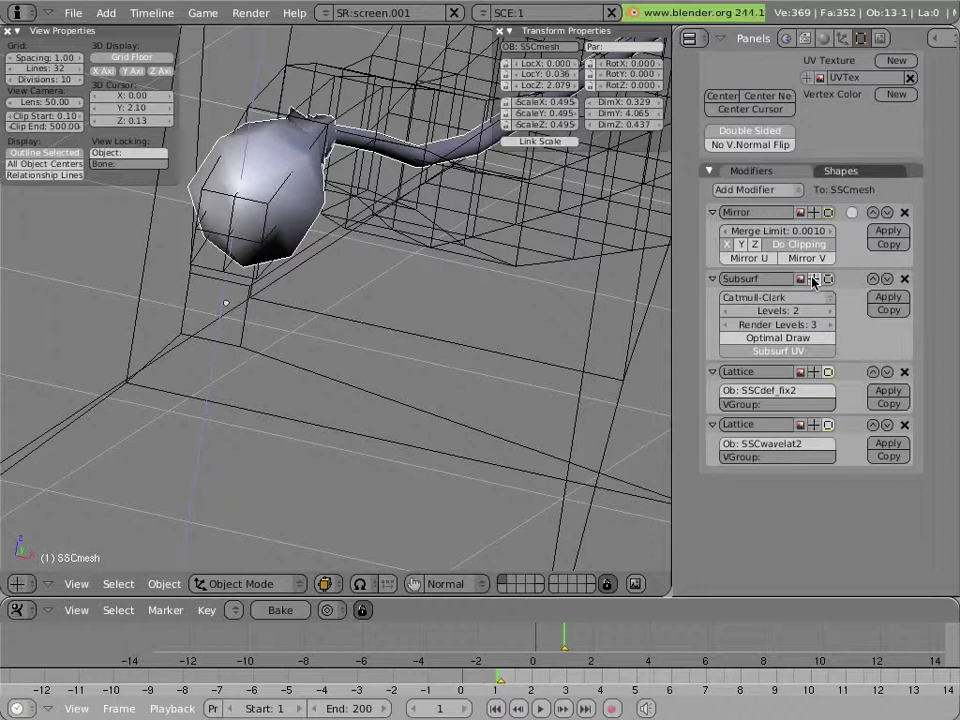 File Add Timeline Game Render Help SR:screen.001 SCE:1 www.blender.org 244.1 Ve:369 | Fa:352 | Ob:13-1 | La:0 |
View Properties
Grid:
Spacing: 1.00
Lines: 32
Divisions: 10
View Camera:
Lens: 50.00
Clip Start: 0.10
Clip End: 500.00
Display:
Outline Selected
All Object Centers
Relationship Lines
3D Display:
Grid Floor
X Axi Y Axi Z Axi
3D Cursor:
X: 0.00
Y: 2.10
Z: 0.13
View Locking:
Object:
Bone:
Transform Properties
OB: SSCmesh Par:
LocX: 0.000 RotX: 0.000
LocY: 0.036 RotY: 0.000
LocZ: 2.079 RotZ: 0.000
ScaleX: 0.495 DimX: 0.329
ScaleY: 0.495 DimY: 4.065
ScaleZ: 0.495 DimZ: 0.437
Link Scale
z
y
(1) SSCmesh
View Select Object Object Mode Normal
Panels
UV Texture New
UVTex
Vertex Color New
Center Center Ne
Center Cursor
Double Sided
No V.Normal Flip
Modifiers Shapes
Add Modifier To: SSCmesh
Mirror
Merge Limit: 0.0010 Apply
X Y Z Do Clipping Copy
Mirror U Mirror V
Subsurf
Catmull-Clark Apply
Levels: 2 Copy
Render Levels: 3
Optimal Draw
Subsurf UV
Lattice
Ob: SSCdef_fix2 Apply
VGroup: Copy
Lattice
Ob: SSCwavelat2 Apply
VGroup: Copy
View Select Marker Key Bake
-14 -12 -10 -8 -6 -4 -2 0 2 4 6 8 10 12 14
-12 -11 -10 -9 -8 -7 -6 -5 -4 -3 -2 -1 0 1 2 3 4 5 6 7 8 9 10 11 12 13 14
View Frame Playback Pr Start: 1 End: 200 1